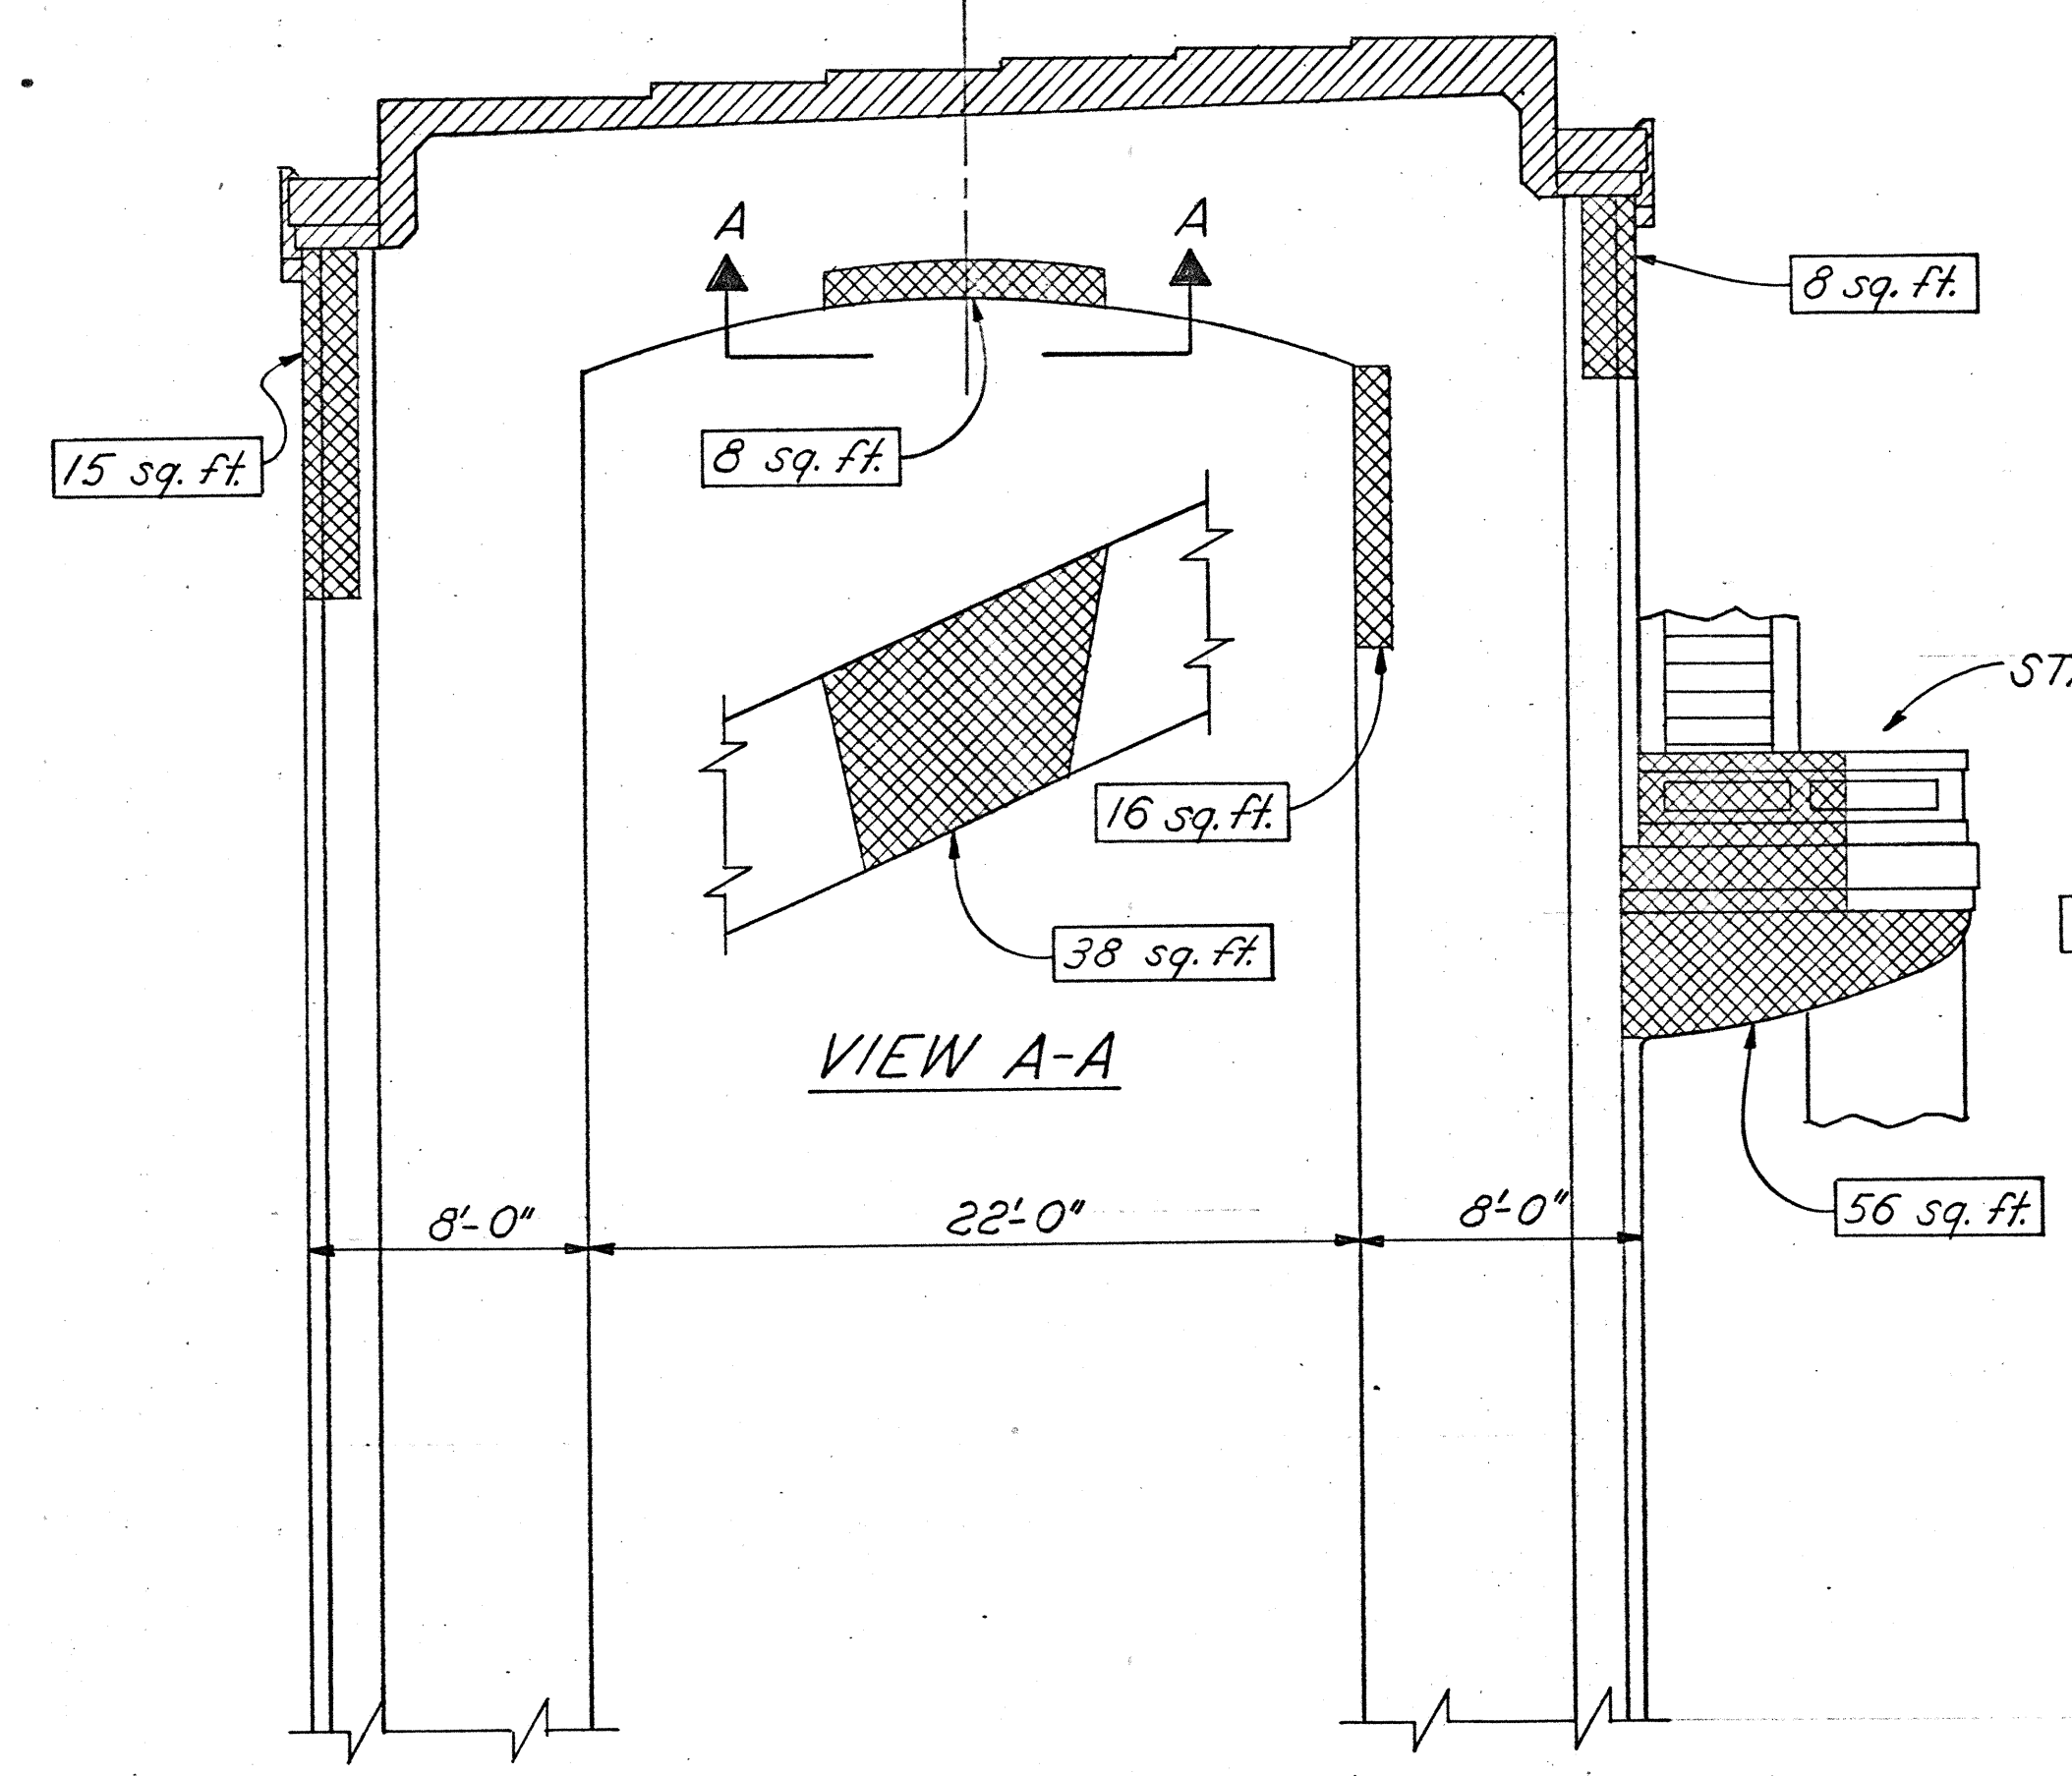 A A
8 sq. ft.
15 sq. ft.
8 sq. ft.
16 sq. ft.
38 sq. ft.
VIEW A-A
8'-0" 22'-0" 8'-0"
56 sq. ft.